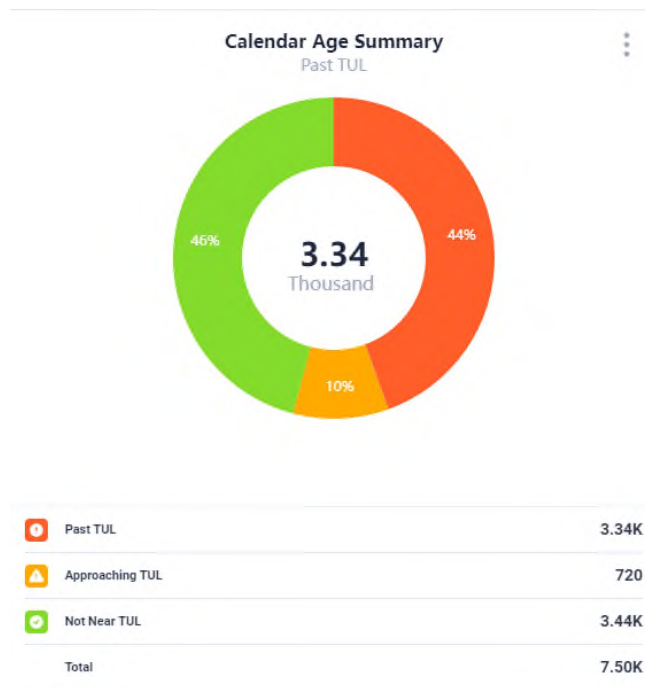 Calendar Age Summary
Past TUL
46%
44%
3.34
Thousand
10%
Past TUL 3.34K
Approaching TUL 720
Not Near TUL 3.44K
Total 7.50K